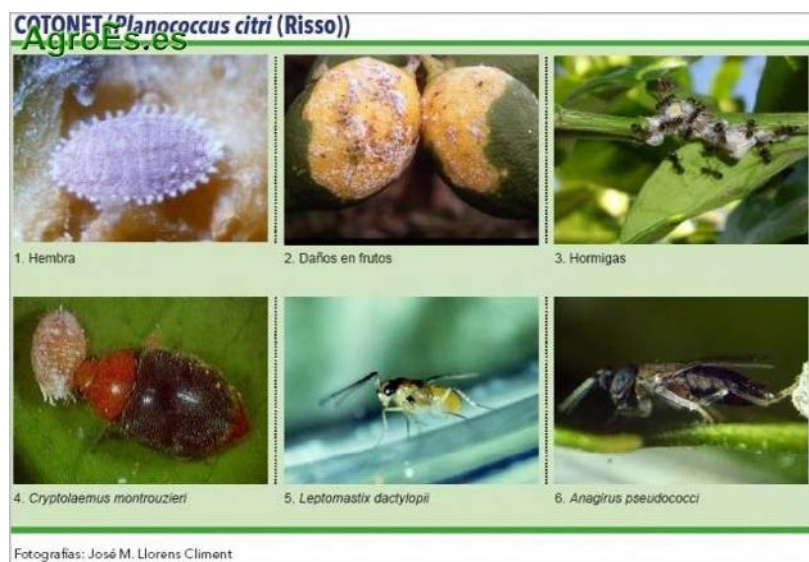 COTONET (Planococcus citri (Risso))
AgroEs.es
1. Hembra
2. Daños en frutos
3. Hormigas
4. Cryptolaemus montrouzieri
5. Leptomastix dactylopii
6. Anagirus pseudococci
Fotografías: José M. Llorens Climent